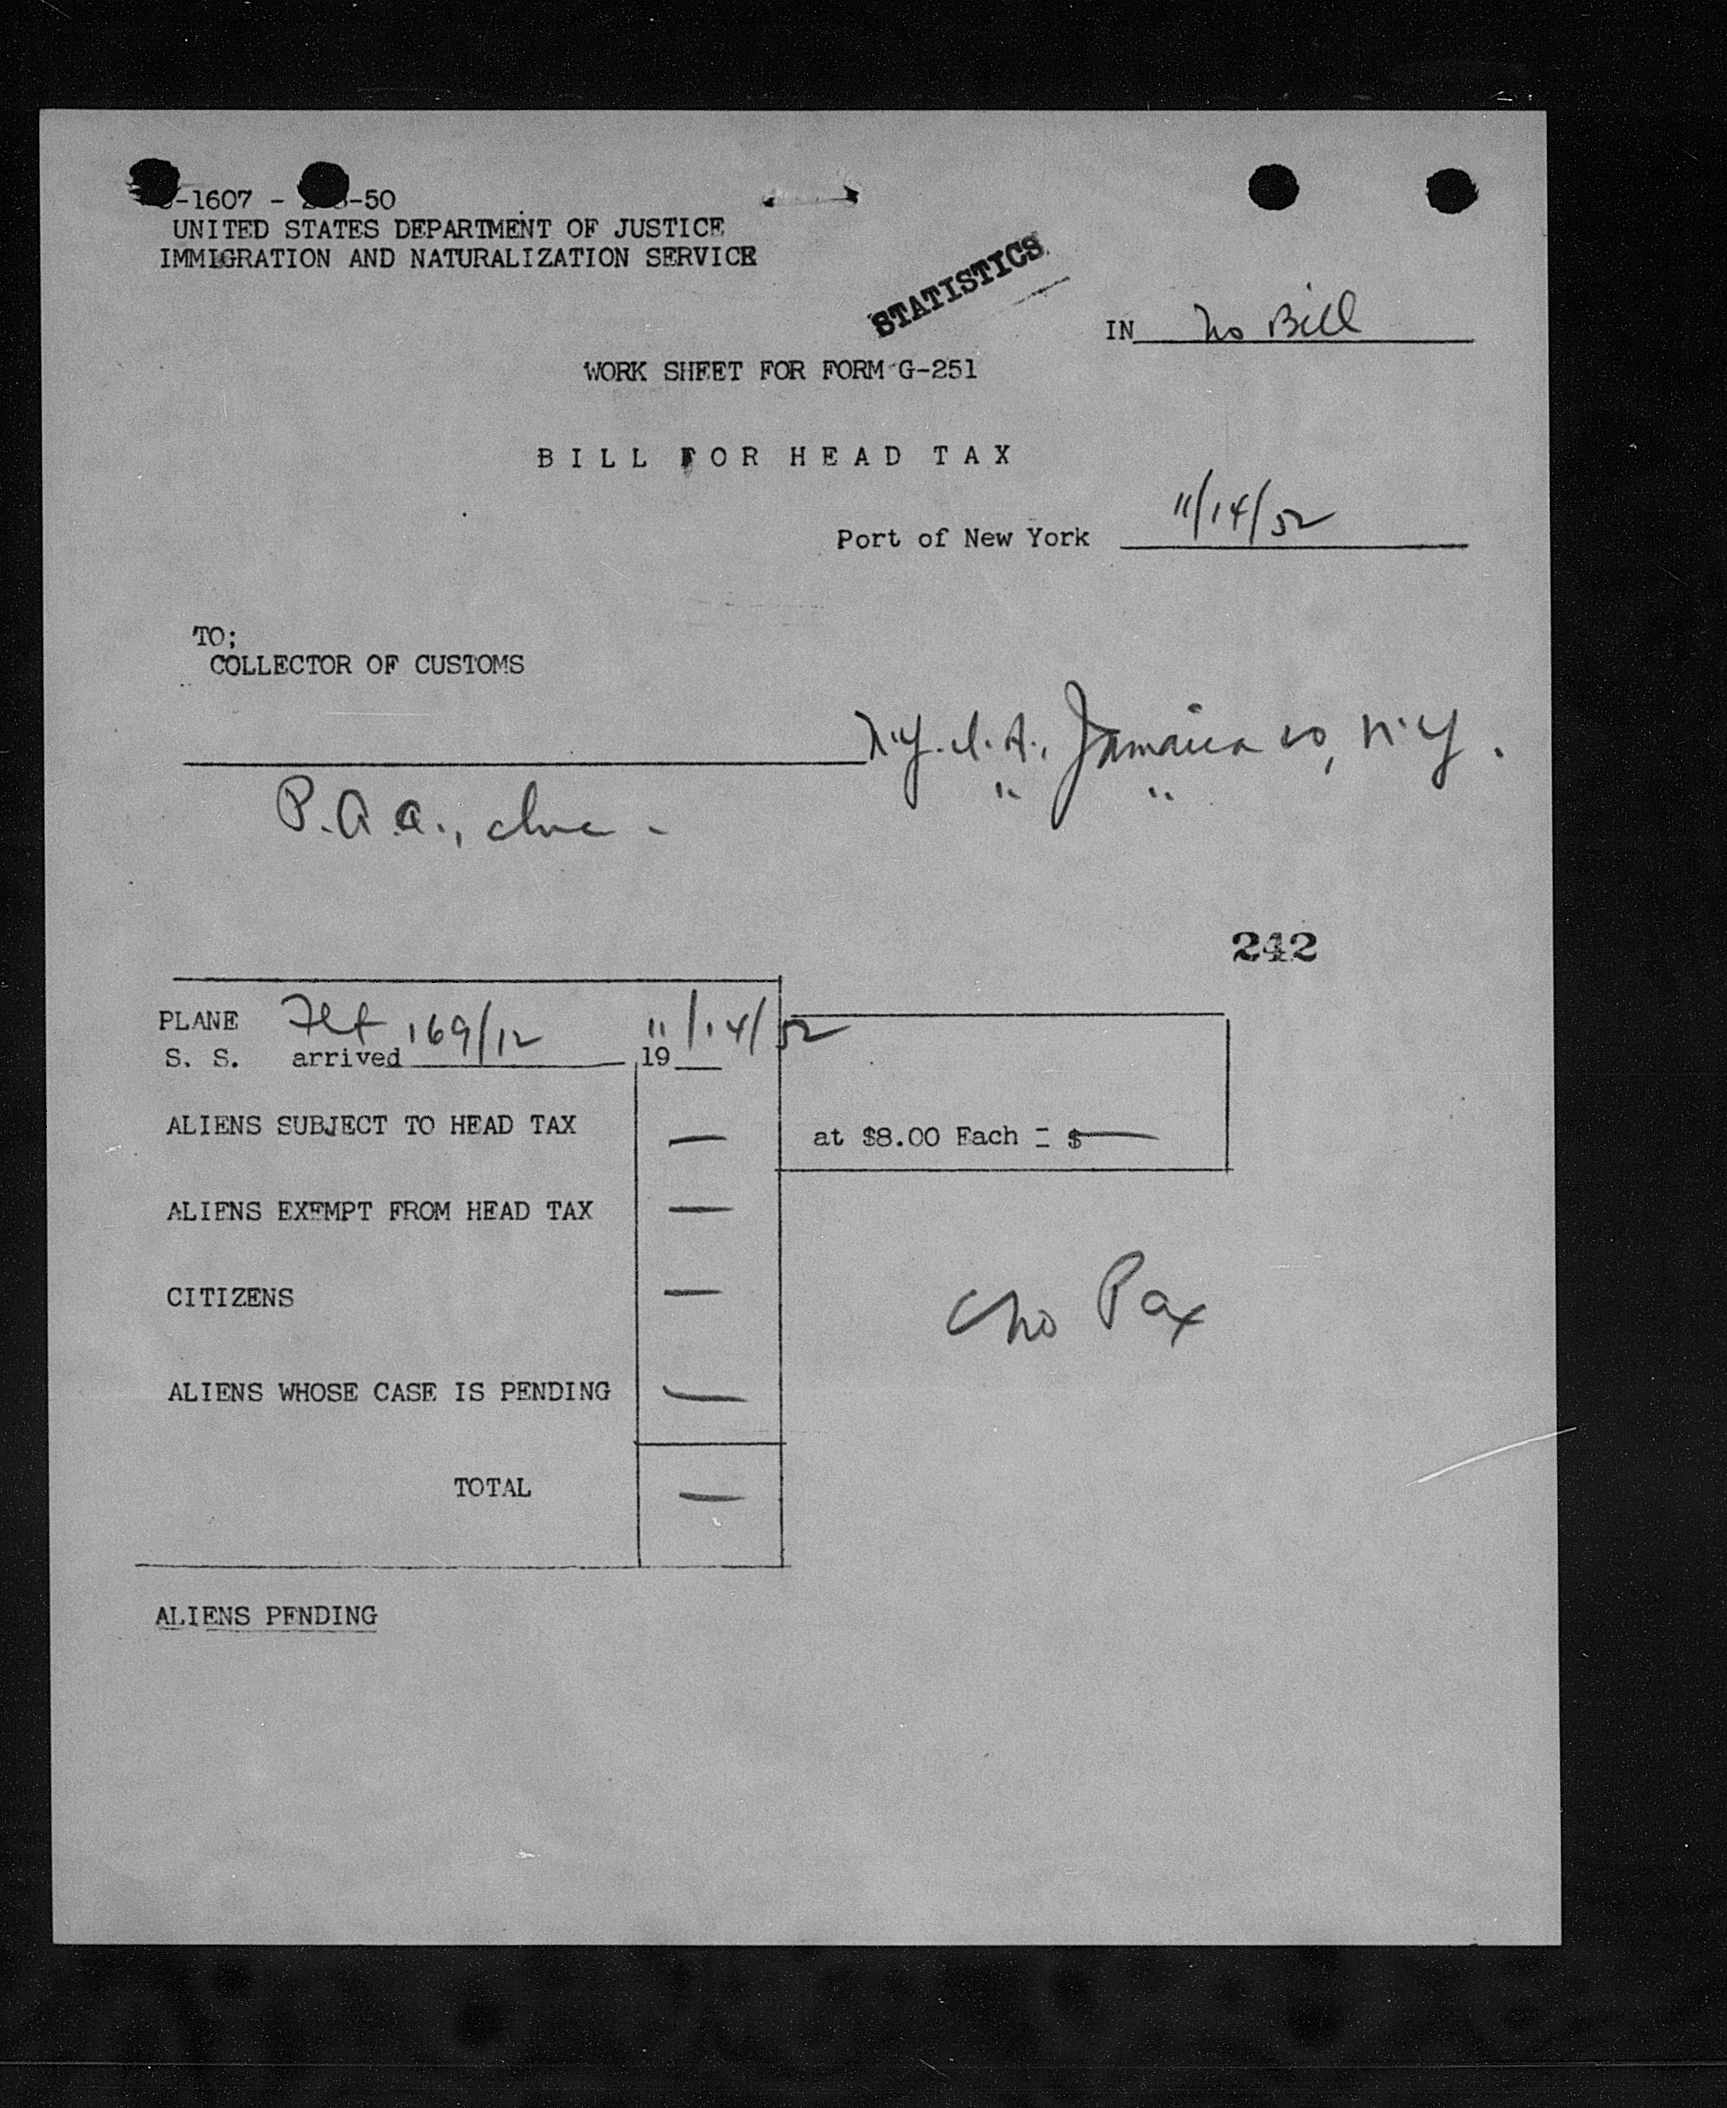 -1607 - -50
UNITED STATES DEPARTMENT OF JUSTICE
IMMIGRATION AND NATURALIZATION SERVICE
STATISTICS
IN No Bill
WORK SHEET FOR FORM G-251
BILL FOR HEAD TAX
Port of New York 11/14/52
TO;
COLLECTOR OF CUSTOMS
N.Y.I.A., Jamaica 20, N.Y.
P.A.A., Inc. " "
242
PLANE Flt 169/12 11/14/52
S. S. arrived 19
ALIENS SUBJECT TO HEAD TAX —
at $8.00 Each = $ —
ALIENS EXEMPT FROM HEAD TAX —
CITIZENS —
No Pax
ALIENS WHOSE CASE IS PENDING —
TOTAL —
ALIENS PENDING